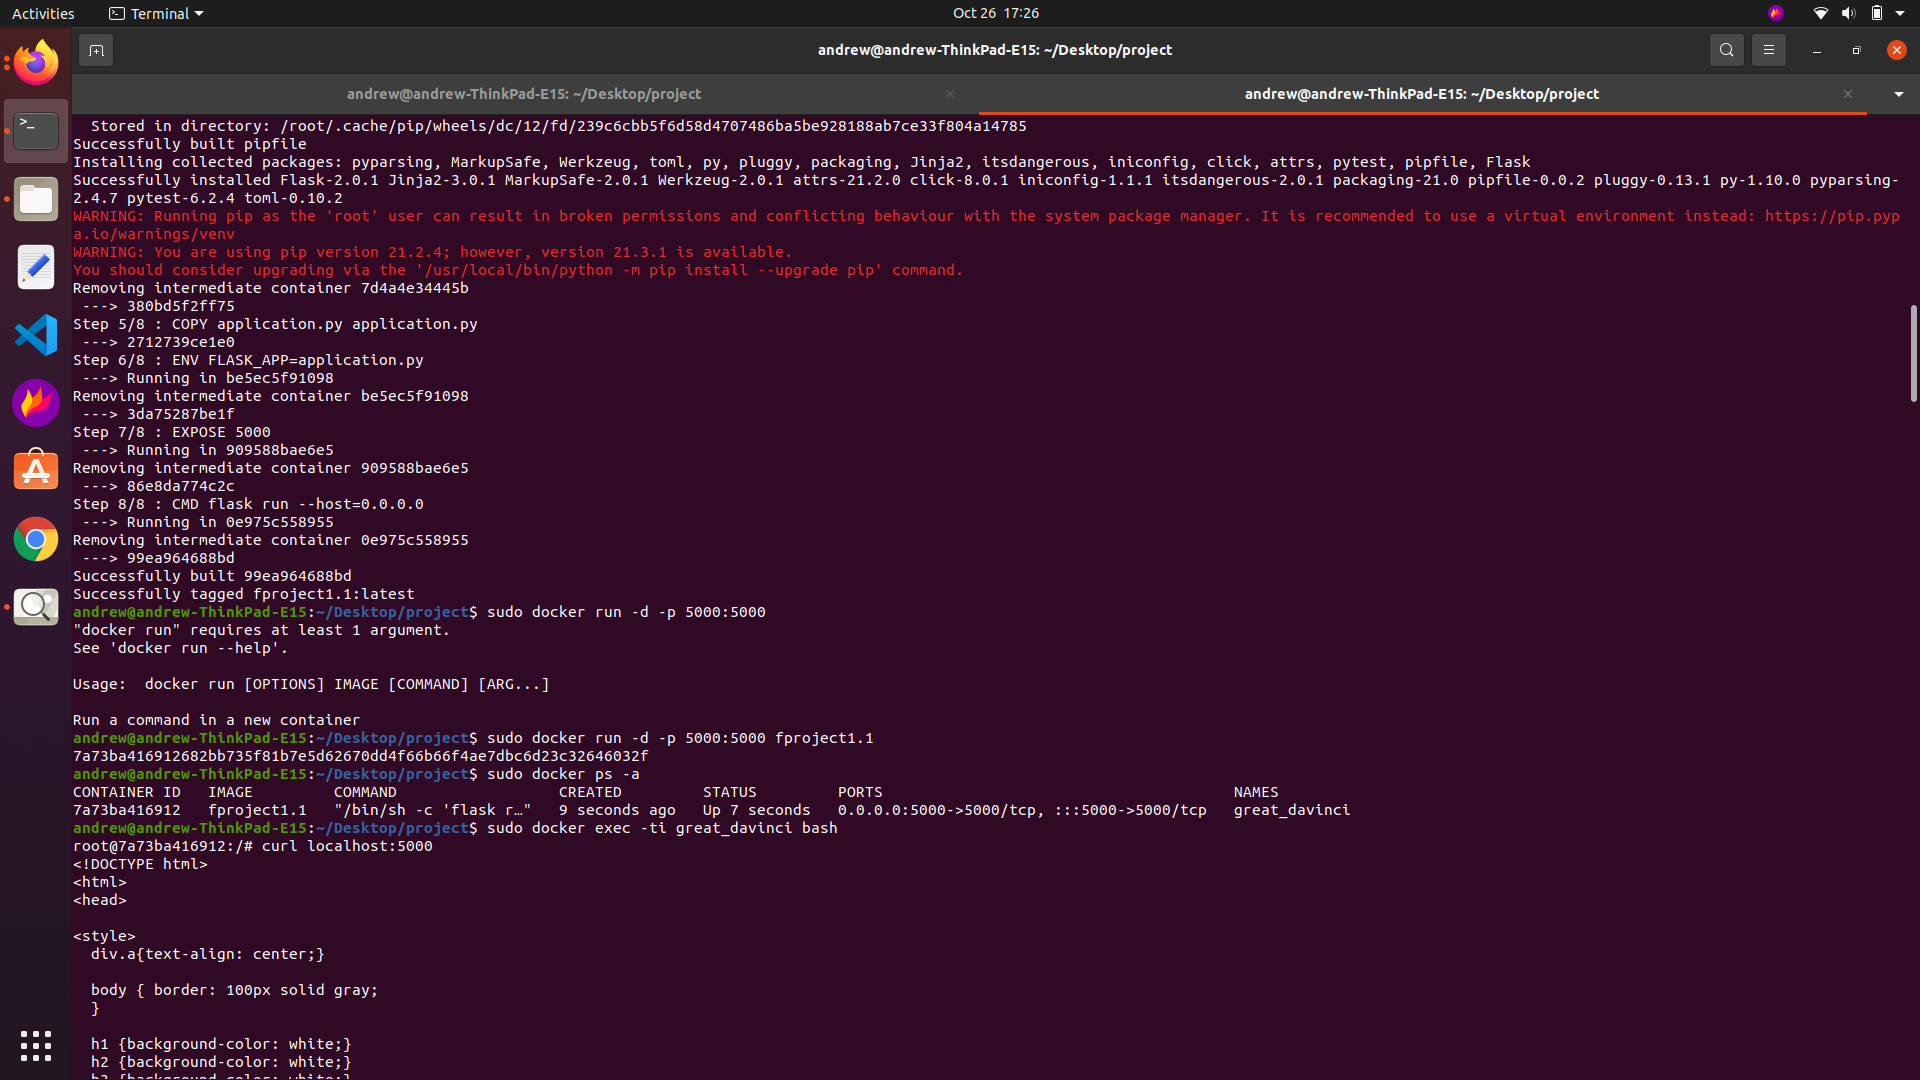 Activities
Terminal
Oct 26 17:26
andrew@andrew-ThinkPad-E15: ~/Desktop/project
andrew@andrew-ThinkPad-E15: ~/Desktop/project
andrew@andrew-ThinkPad-E15: ~/Desktop/project
Stored in directory: /root/.cache/pip/wheels/dc/12/fd/239c6cbb5f6d58d4707486ba5be928188ab7ce33f804a14785
Successfully built pipfile
Installing collected packages: pyparsing, MarkupSafe, Werkzeug, toml, py, pluggy, packaging, Jinja2, itsdangerous, iniconfig, click, attrs, pytest, pipfile, Flask
Successfully installed Flask-2.0.1 Jinja2-3.0.1 MarkupSafe-2.0.1 Werkzeug-2.0.1 attrs-21.2.0 click-8.0.1 iniconfig-1.1.1 itsdangerous-2.0.1 packaging-21.0 pipfile-0.0.2 pluggy-0.13.1 py-1.10.0 pyparsing-
2.4.7 pytest-6.2.4 toml-0.10.2
WARNING: Running pip as the 'root' user can result in broken permissions and conflicting behaviour with the system package manager. It is recommended to use a virtual environment instead: https://pip.pyp
a.io/warnings/venv
WARNING: You are using pip version 21.2.4; however, version 21.3.1 is available.
You should consider upgrading via the '/usr/local/bin/python -m pip install --upgrade pip' command.
Removing intermediate container 7d4a4e34445b
---> 380bd5f2ff75
Step 5/8 : COPY application.py application.py
---> 2712739ce1e0
Step 6/8 : ENV FLASK_APP=application.py
---> Running in be5ec5f91098
Removing intermediate container be5ec5f91098
---> 3da75287be1f
Step 7/8 : EXPOSE 5000
---> Running in 909588bae6e5
Removing intermediate container 909588bae6e5
---> 86e8da774c2c
Step 8/8 : CMD flask run --host=0.0.0.0
---> Running in 0e975c558955
Removing intermediate container 0e975c558955
---> 99ea964688bd
Successfully built 99ea964688bd
Successfully tagged fproject1.1:latest
andrew@andrew-ThinkPad-E15:~/Desktop/project$ sudo docker run -d -p 5000:5000
"docker run" requires at least 1 argument.
See 'docker run --help'.
Usage:  docker run [OPTIONS] IMAGE [COMMAND] [ARG...]
Run a command in a new container
andrew@andrew-ThinkPad-E15:~/Desktop/project$ sudo docker run -d -p 5000:5000 fproject1.1
7a73ba416912682bb735f81b7e5d62670dd4f66b66f4ae7dbc6d23c32646032f
andrew@andrew-ThinkPad-E15:~/Desktop/project$ sudo docker ps -a
CONTAINER ID   IMAGE         COMMAND                  CREATED         STATUS         PORTS                                       NAMES
7a73ba416912   fproject1.1   "/bin/sh -c 'flask r…"   9 seconds ago   Up 7 seconds   0.0.0.0:5000->5000/tcp, :::5000->5000/tcp   great_davinci
andrew@andrew-ThinkPad-E15:~/Desktop/project$ sudo docker exec -ti great_davinci bash
root@7a73ba416912:/# curl localhost:5000
<!DOCTYPE html>
<html>
<head>
<style>
div.a{text-align: center;}
body { border: 100px solid gray;
}
h1 {background-color: white;}
h2 {background-color: white;}
h3 {background-color: white;}